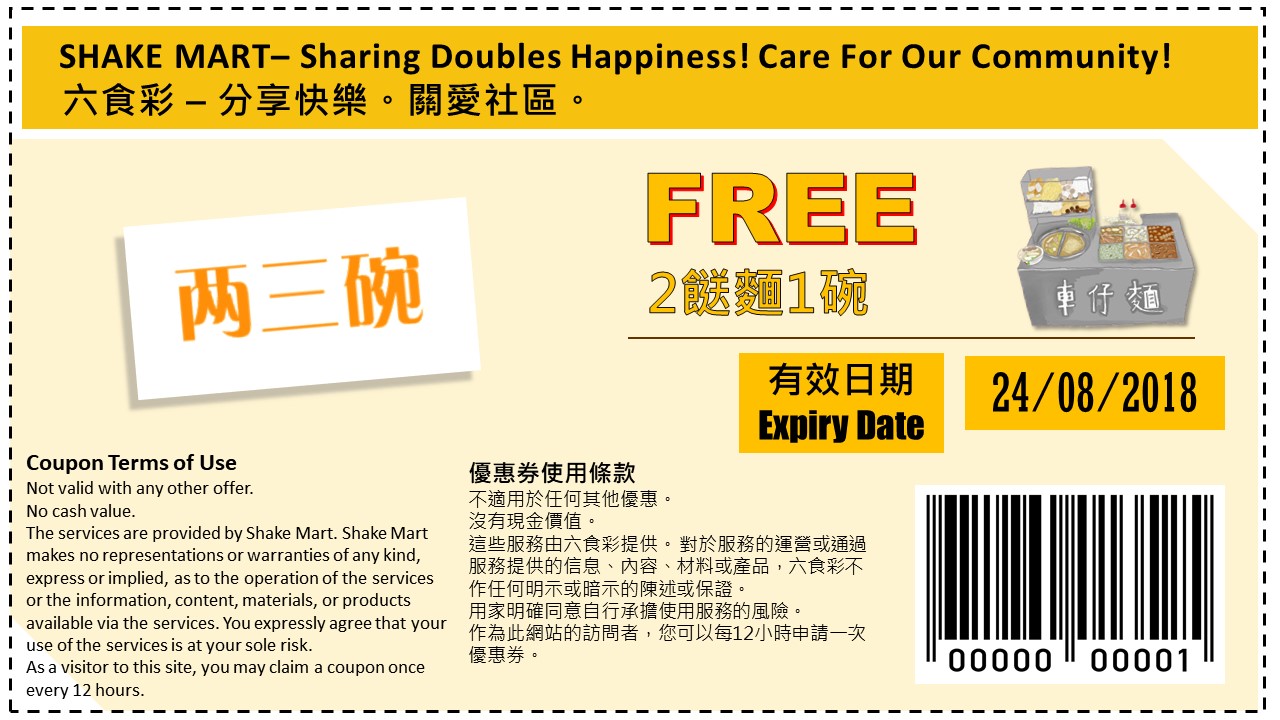 SHAKE MART– Sharing Doubles Happiness! Care For Our Community!
六食彩 – 分享快樂。關愛社區。
两三碗
FREE
2餸麵1碗
車仔麵
有效日期
Expiry Date
24/08/2018
Coupon Terms of Use
Not valid with any other offer.
No cash value.
The services are provided by Shake Mart. Shake Mart
makes no representations or warranties of any kind,
express or implied, as to the operation of the services
or the information, content, materials, or products
available via the services. You expressly agree that your
use of the services is at your sole risk.
As a visitor to this site, you may claim a coupon once
every 12 hours.
優惠券使用條款
不適用於任何其他優惠。
沒有現金價值。
這些服務由六食彩提供。 對於服務的運營或通過
服務提供的信息、內容、材料或產品，六食彩不
作任何明示或暗示的陳述或保證。
用家明確同意自行承擔使用服務的風險。
作為此網站的訪問者，您可以每12小時申請一次
優惠券。
00000 00001